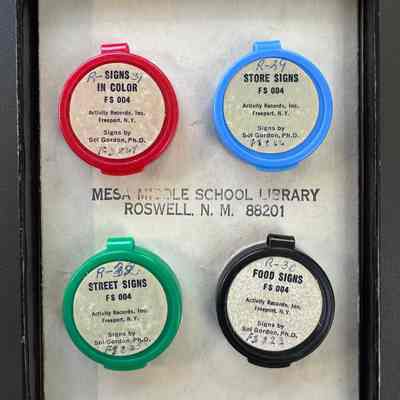 R-31
SIGNS
IN COLOR
FS 004
Activity Records, Inc.
Freeport, N.Y.
Signs by
Sol Gordon, Ph.D.
R-29
STORE SIGNS
FS 004
Activity Records, Inc.
Freeport, N.Y.
Signs by
Sol Gordon, Ph.D.
MESA MIDDLE SCHOOL LIBRARY
ROSWELL, N. M. 88201
STREET SIGNS
FS 004
Activity Records, Inc.
Freeport, N.Y.
Signs by
Sol Gordon, Ph.D.
R-30
FOOD SIGNS
FS 004
Activity Records, Inc.
Freeport, N.Y.
Signs by
Sol Gordon, Ph.D.